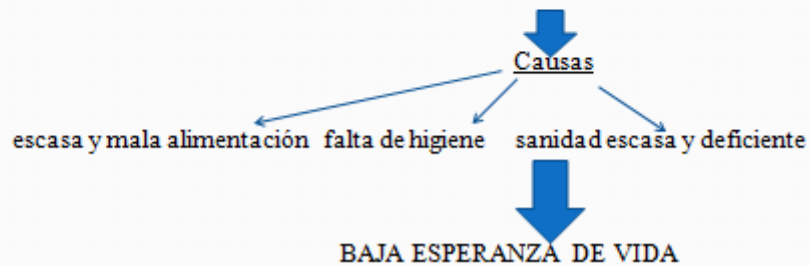 Causas
escasa y mala alimentación falta de higiene sanidad escasa y deficiente
BAJA ESPERANZA DE VIDA